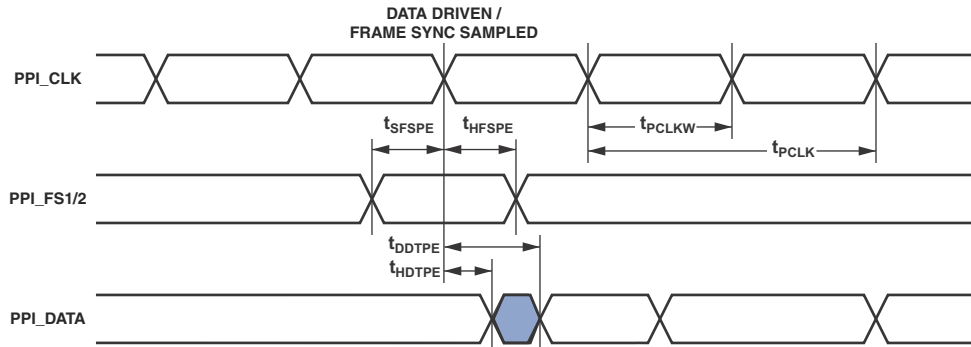 DATA DRIVEN /
FRAME SYNC SAMPLED
PPI_CLK
tSFSPE
tHFSPE
tPCLKW
tPCLK
PPI_FS1/2
tDDTPE
tHDTPE
PPI_DATA